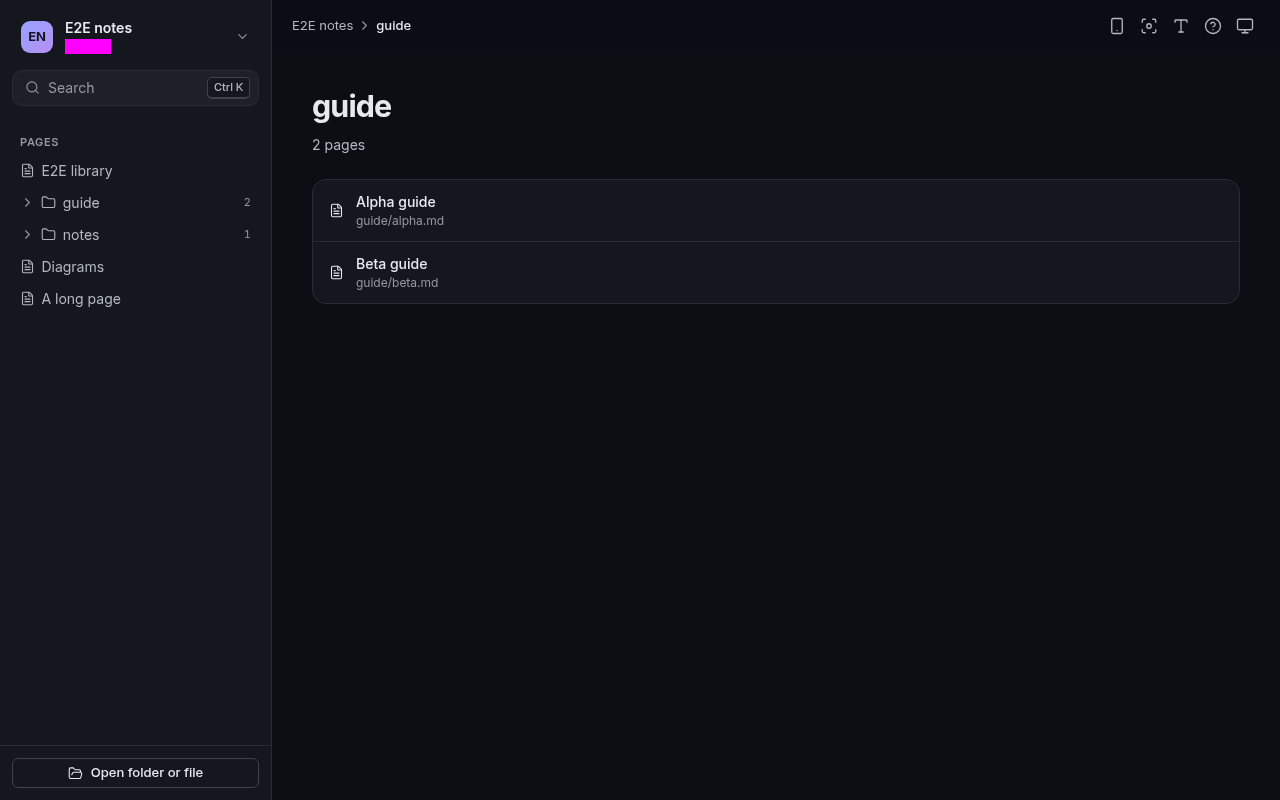 EN
E2E notes
Search
Ctrl K
PAGES
E2E library
guide 2
notes 1
Diagrams
A long page
Open folder or file
E2E notes > guide
guide
2 pages
Alpha guide
guide/alpha.md
Beta guide
guide/beta.md